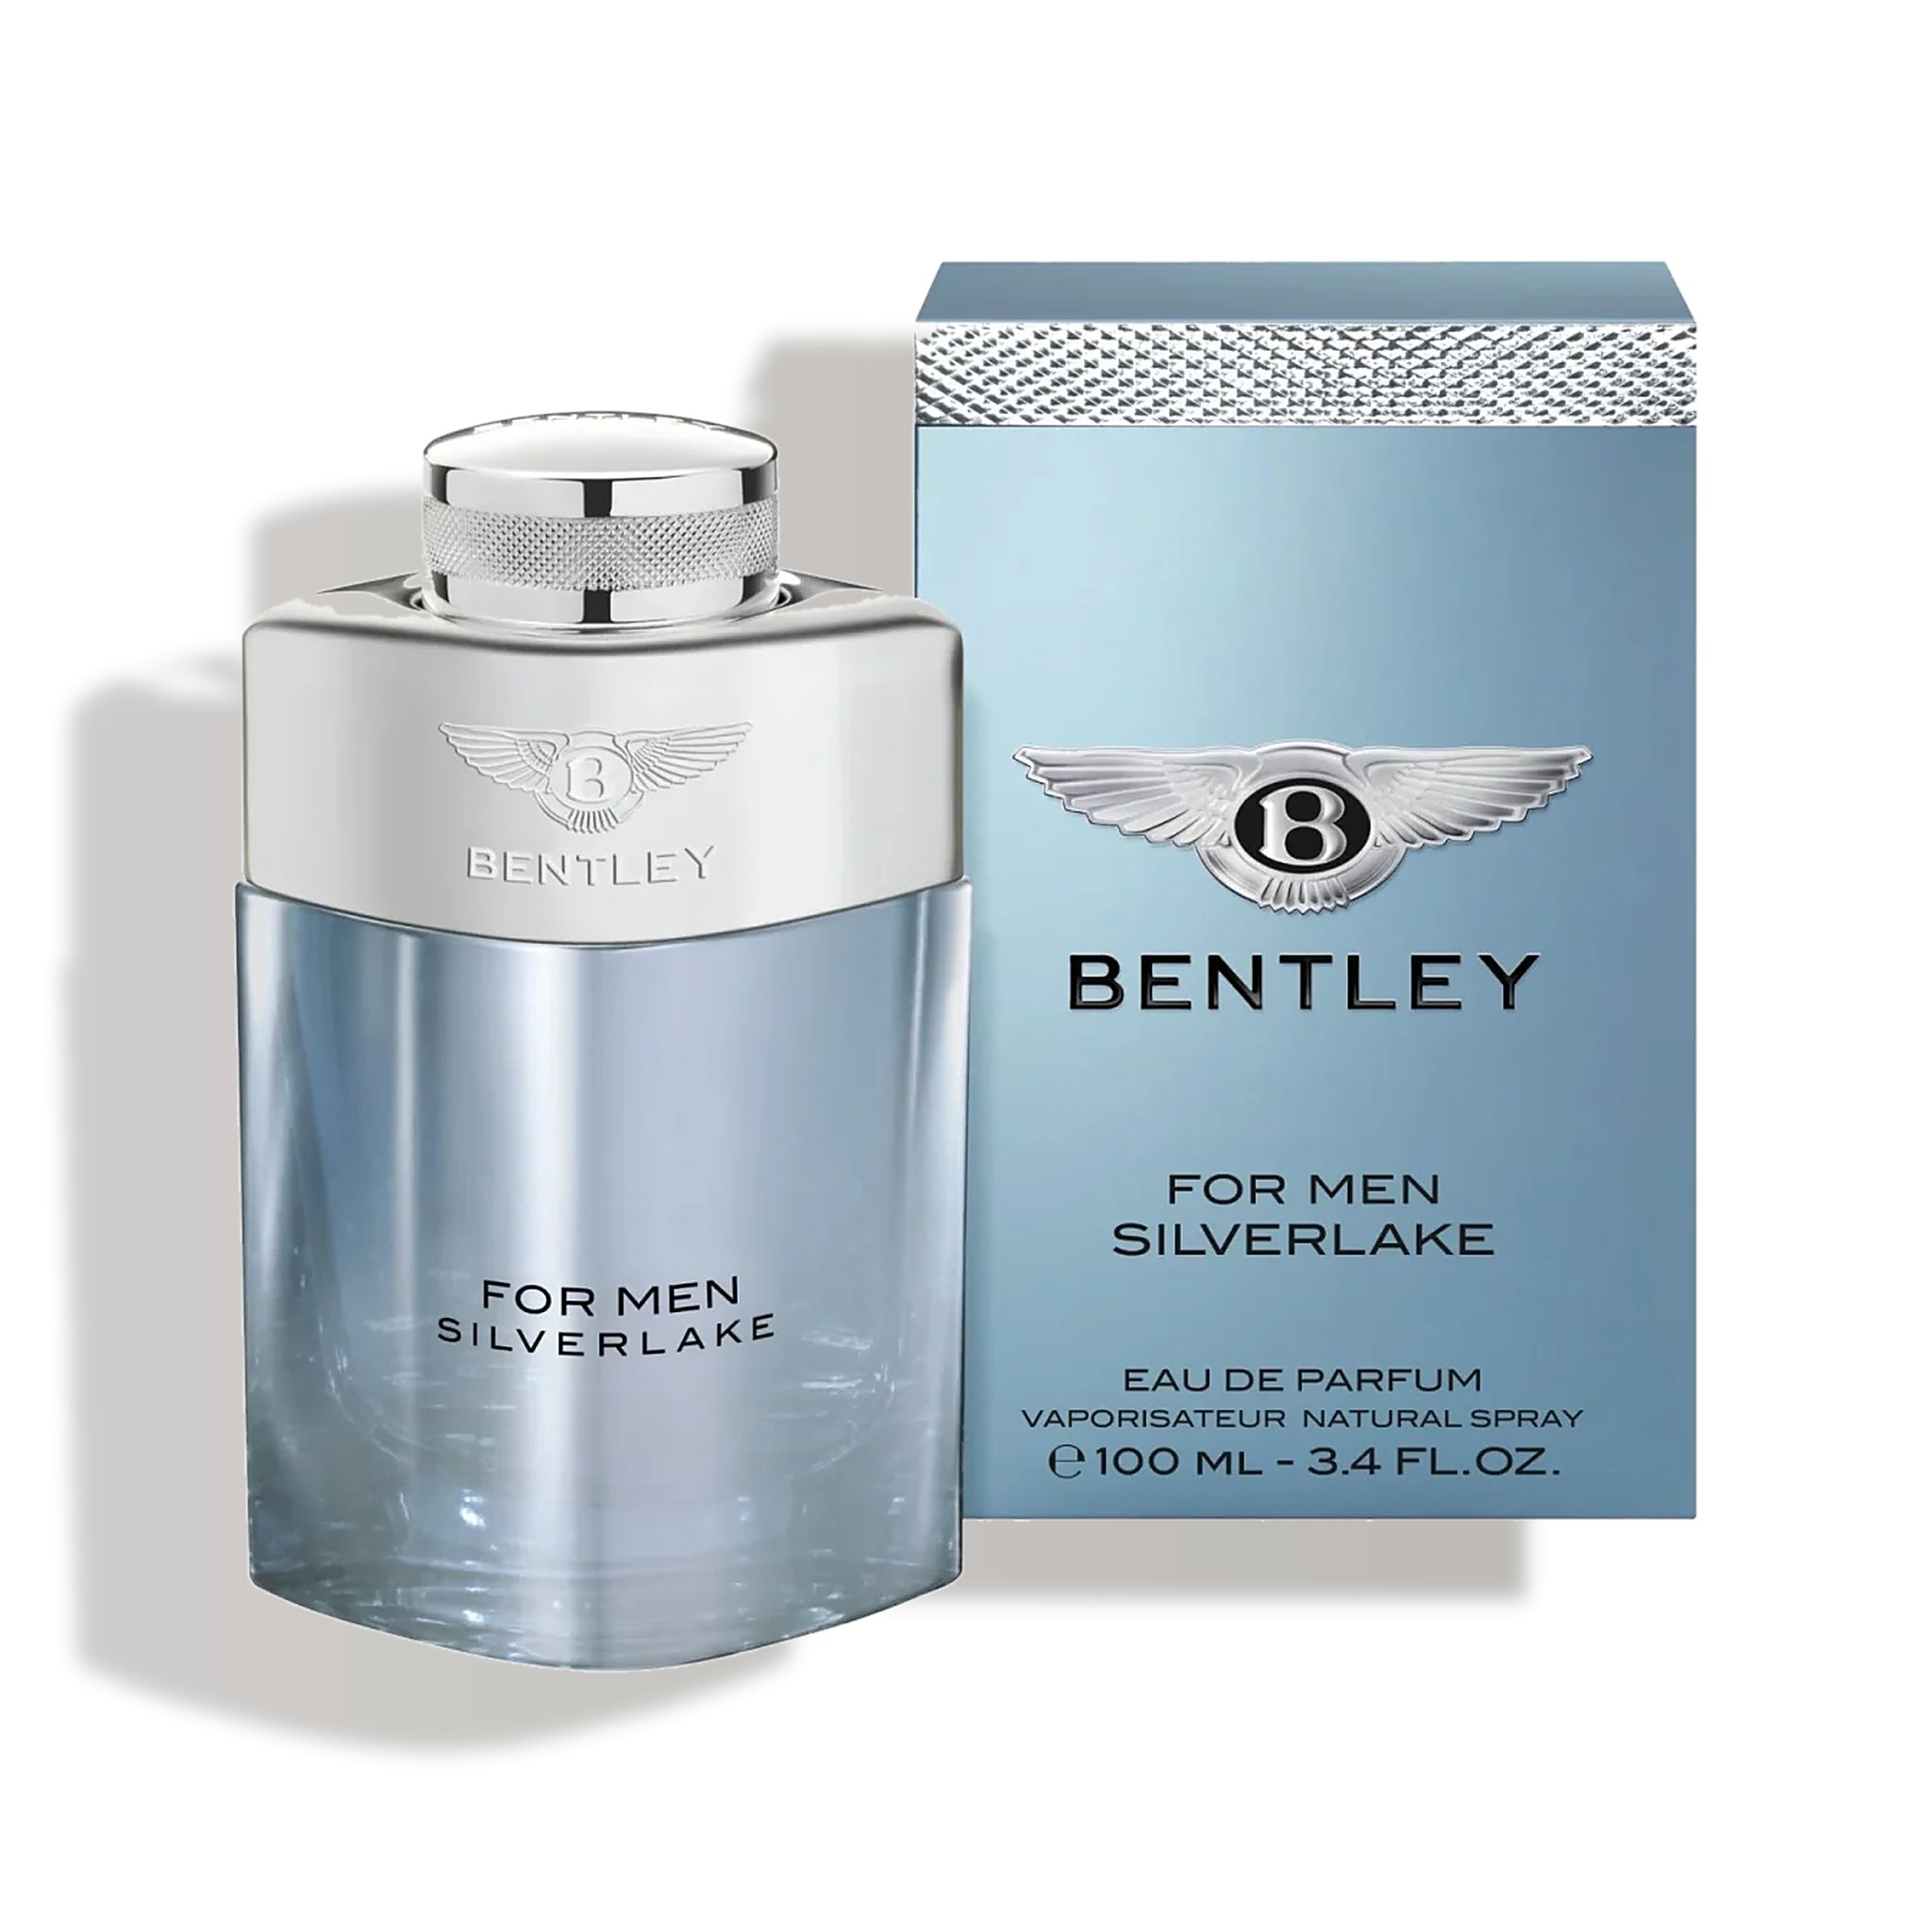 B
BENTLEY
FOR MEN
SILVERLAKE
B
BENTLEY
FOR MEN
SILVERLAKE
EAU DE PARFUM
VAPORISATEUR NATURAL SPRAY
℮ 100 ML - 3.4 FL.OZ.